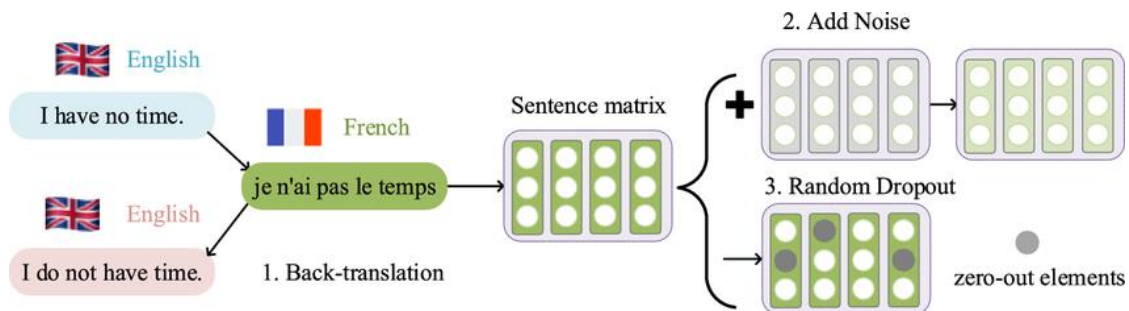 English
I have no time.
French
je n'ai pas le temps
English
I do not have time.
1. Back-translation
Sentence matrix
2. Add Noise
3. Random Dropout
zero-out elements